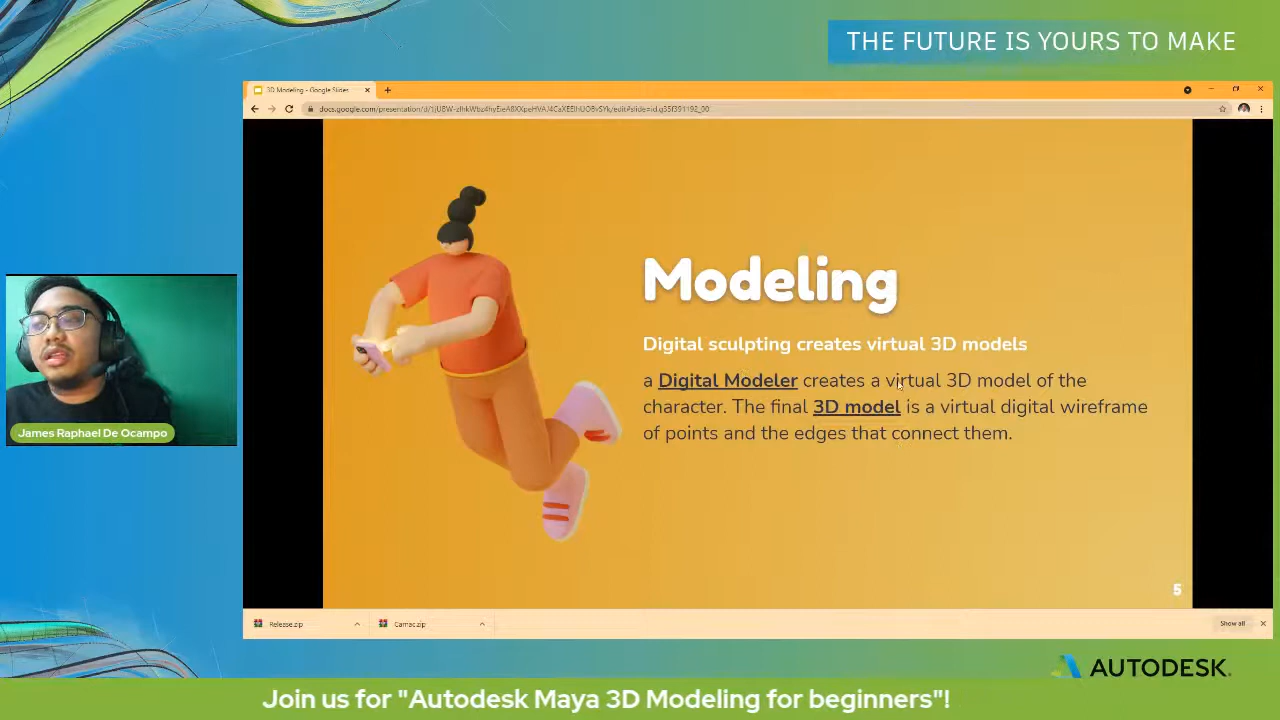 THE FUTURE IS YOURS TO MAKE
3D Modeling - Google Slides
Modeling
Digital sculpting creates virtual 3D models
a Digital Modeler creates a virtual 3D model of the
character. The final 3D model is a virtual digital wireframe
of points and the edges that connect them.
James Raphael De Ocampo
5
Release.zip
Camac.zip
Show all
AUTODESK.
Join us for "Autodesk Maya 3D Modeling for beginners"!